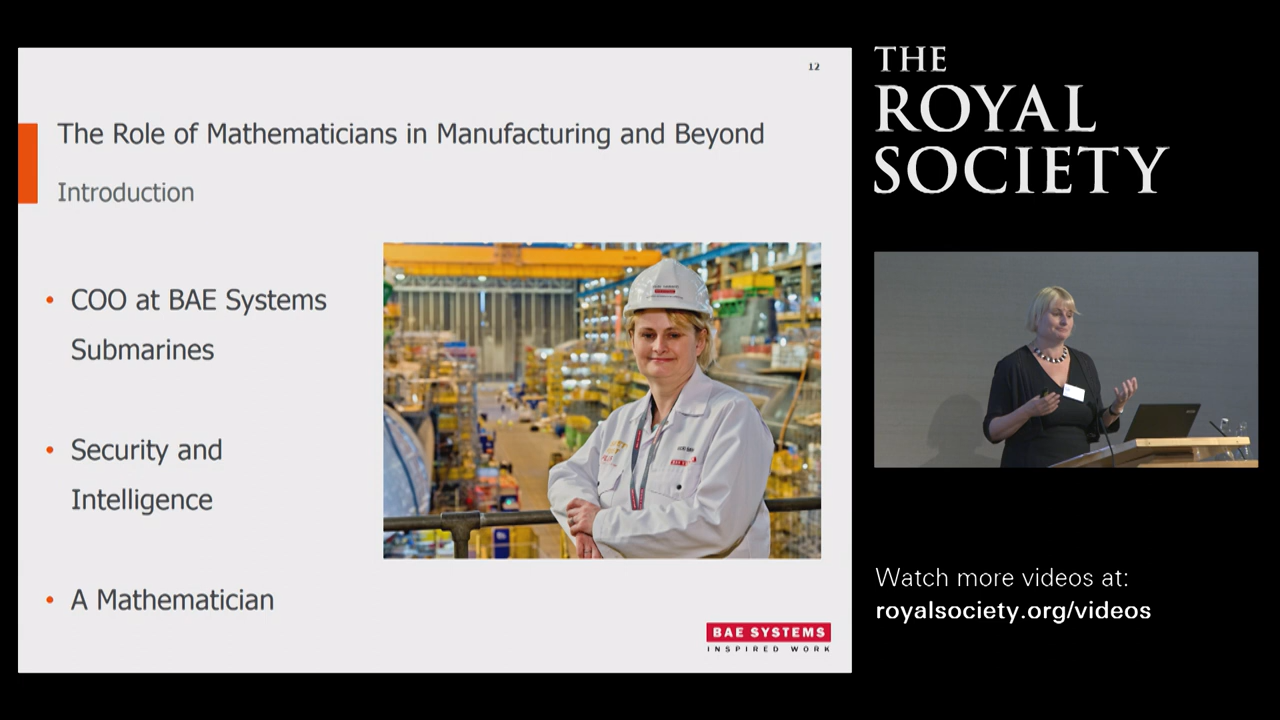 12
The Role of Mathematicians in Manufacturing and Beyond
Introduction
• COO at BAE Systems
Submarines
• Security and
Intelligence
• A Mathematician
BAE SYSTEMS
INSPIRED WORK
THE
ROYAL
SOCIETY
Watch more videos at:
royalsociety.org/videos